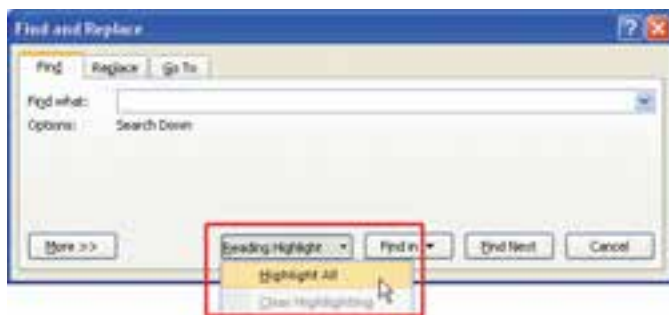 Find and Replace
Find Replace Go To
Find what:
Options: Search Down
More >> Reading Highlight Find in Find Next Cancel
Highlight All
Clear Highlighting